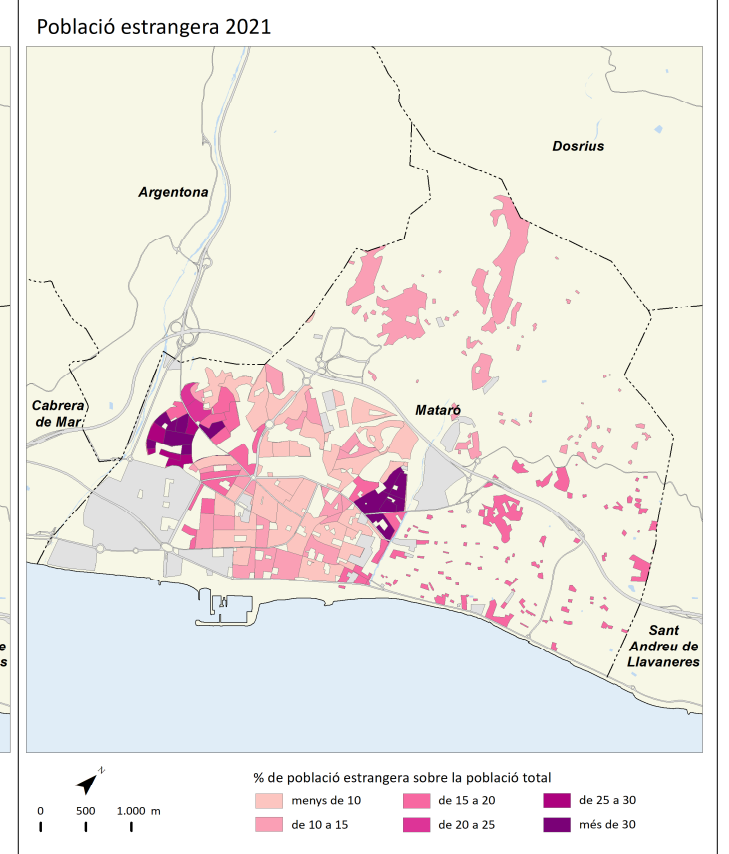 Població estrangera 2021
Dosrius
Argentona
Cabrera
de Mar
Mataró
Sant
Andreu de
Llavaneres
e
s
N
0 500 1.000 m
% de població estrangera sobre la població total
menys de 10
de 10 a 15
de 15 a 20
de 20 a 25
de 25 a 30
més de 30